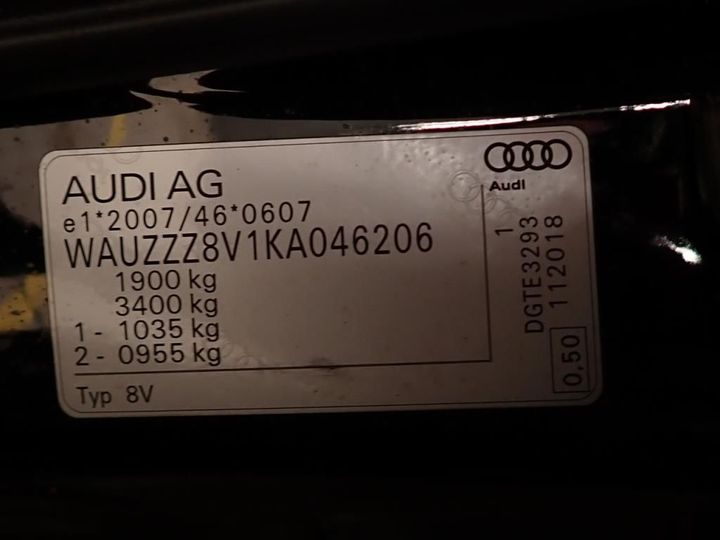 AUDI AG
Audi
e1*2007/46*0607
WAUZZZ8V1KA046206
1900 kg
3400 kg
1 - 1035 kg
2 - 0955 kg
Typ 8V
1
DGTE3293
112018
0,50